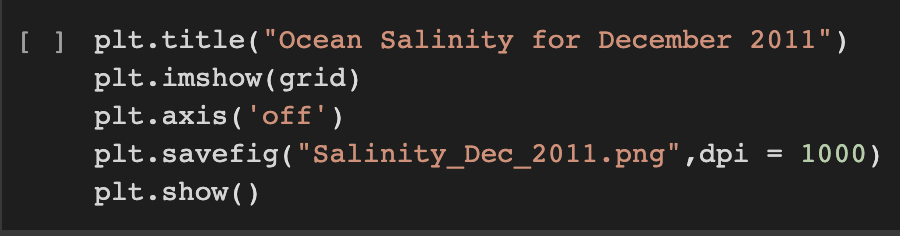 [ ] plt.title("Ocean Salinity for December 2011")
plt.imshow(grid)
plt.axis('off')
plt.savefig("Salinity_Dec_2011.png",dpi = 1000)
plt.show()